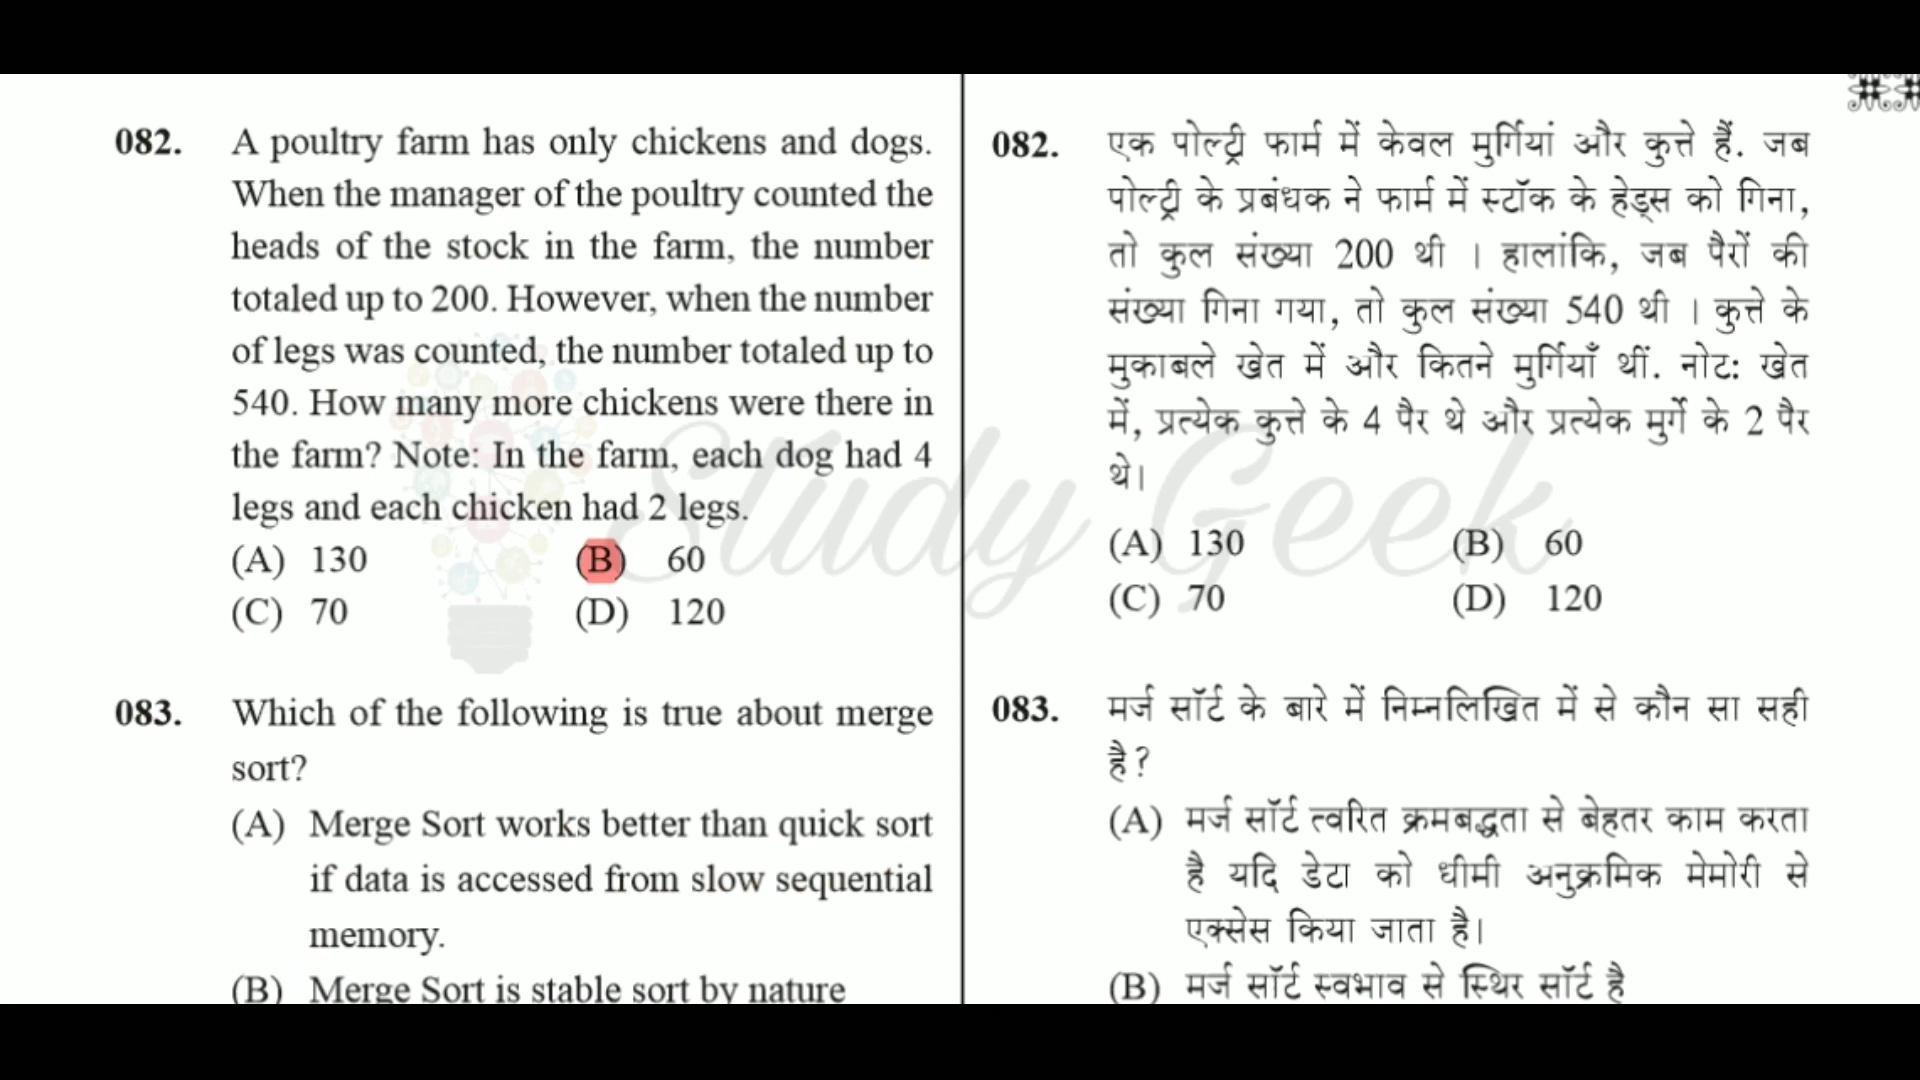 082. A poultry farm has only chickens and dogs.
When the manager of the poultry counted the
heads of the stock in the farm, the number
totaled up to 200. However, when the number
of legs was counted, the number totaled up to
540. How many more chickens were there in
the farm? Note: In the farm, each dog had 4
legs and each chicken had 2 legs.
(A) 130 (B) 60
(C) 70 (D) 120
083. Which of the following is true about merge
sort?
(A) Merge Sort works better than quick sort
if data is accessed from slow sequential
memory.
(B) Merge Sort is stable sort by nature
082. एक पोल्ट्री फार्म में केवल मुर्गियां और कुत्ते हैं. जब
पोल्ट्री के प्रबंधक ने फार्म में स्टॉक के हेड्स को गिना,
तो कुल संख्या 200 थी । हालांकि, जब पैरों की
संख्या गिना गया, तो कुल संख्या 540 थी । कुत्ते के
मुकाबले खेत में और कितने मुर्गियाँ थीं. नोट: खेत
में, प्रत्येक कुत्ते के 4 पैर थे और प्रत्येक मुर्गे के 2 पैर
थे।
(A) 130 (B) 60
(C) 70 (D) 120
083. मर्ज सॉर्ट के बारे में निम्नलिखित में से कौन सा सही
है?
(A) मर्ज सॉर्ट त्वरित क्रमबद्धता से बेहतर काम करता
है यदि डेटा को धीमी अनुक्रमिक मेमोरी से
एक्सेस किया जाता है।
(B) मर्ज सॉर्ट स्वभाव से स्थिर सॉर्ट है
Study Geek